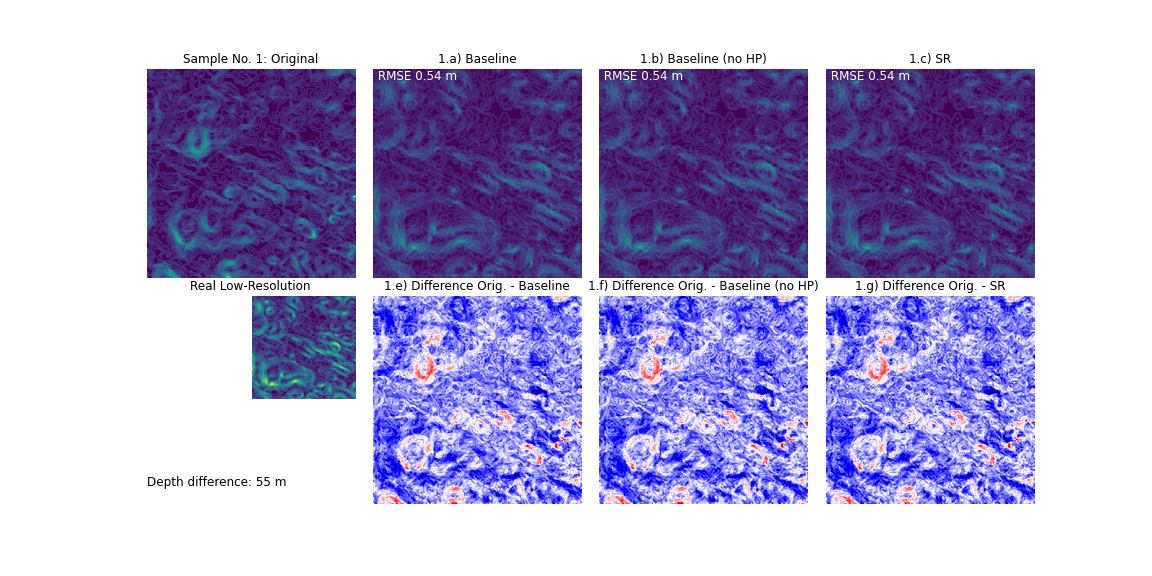 Sample No. 1: Original
1.a) Baseline
1.b) Baseline (no HP)
1.c) SR
RMSE 0.54 m
RMSE 0.54 m
RMSE 0.54 m
Real Low-Resolution
1.e) Difference Orig. - Baseline
1.f) Difference Orig. - Baseline (no HP)
1.g) Difference Orig. - SR
Depth difference: 55 m